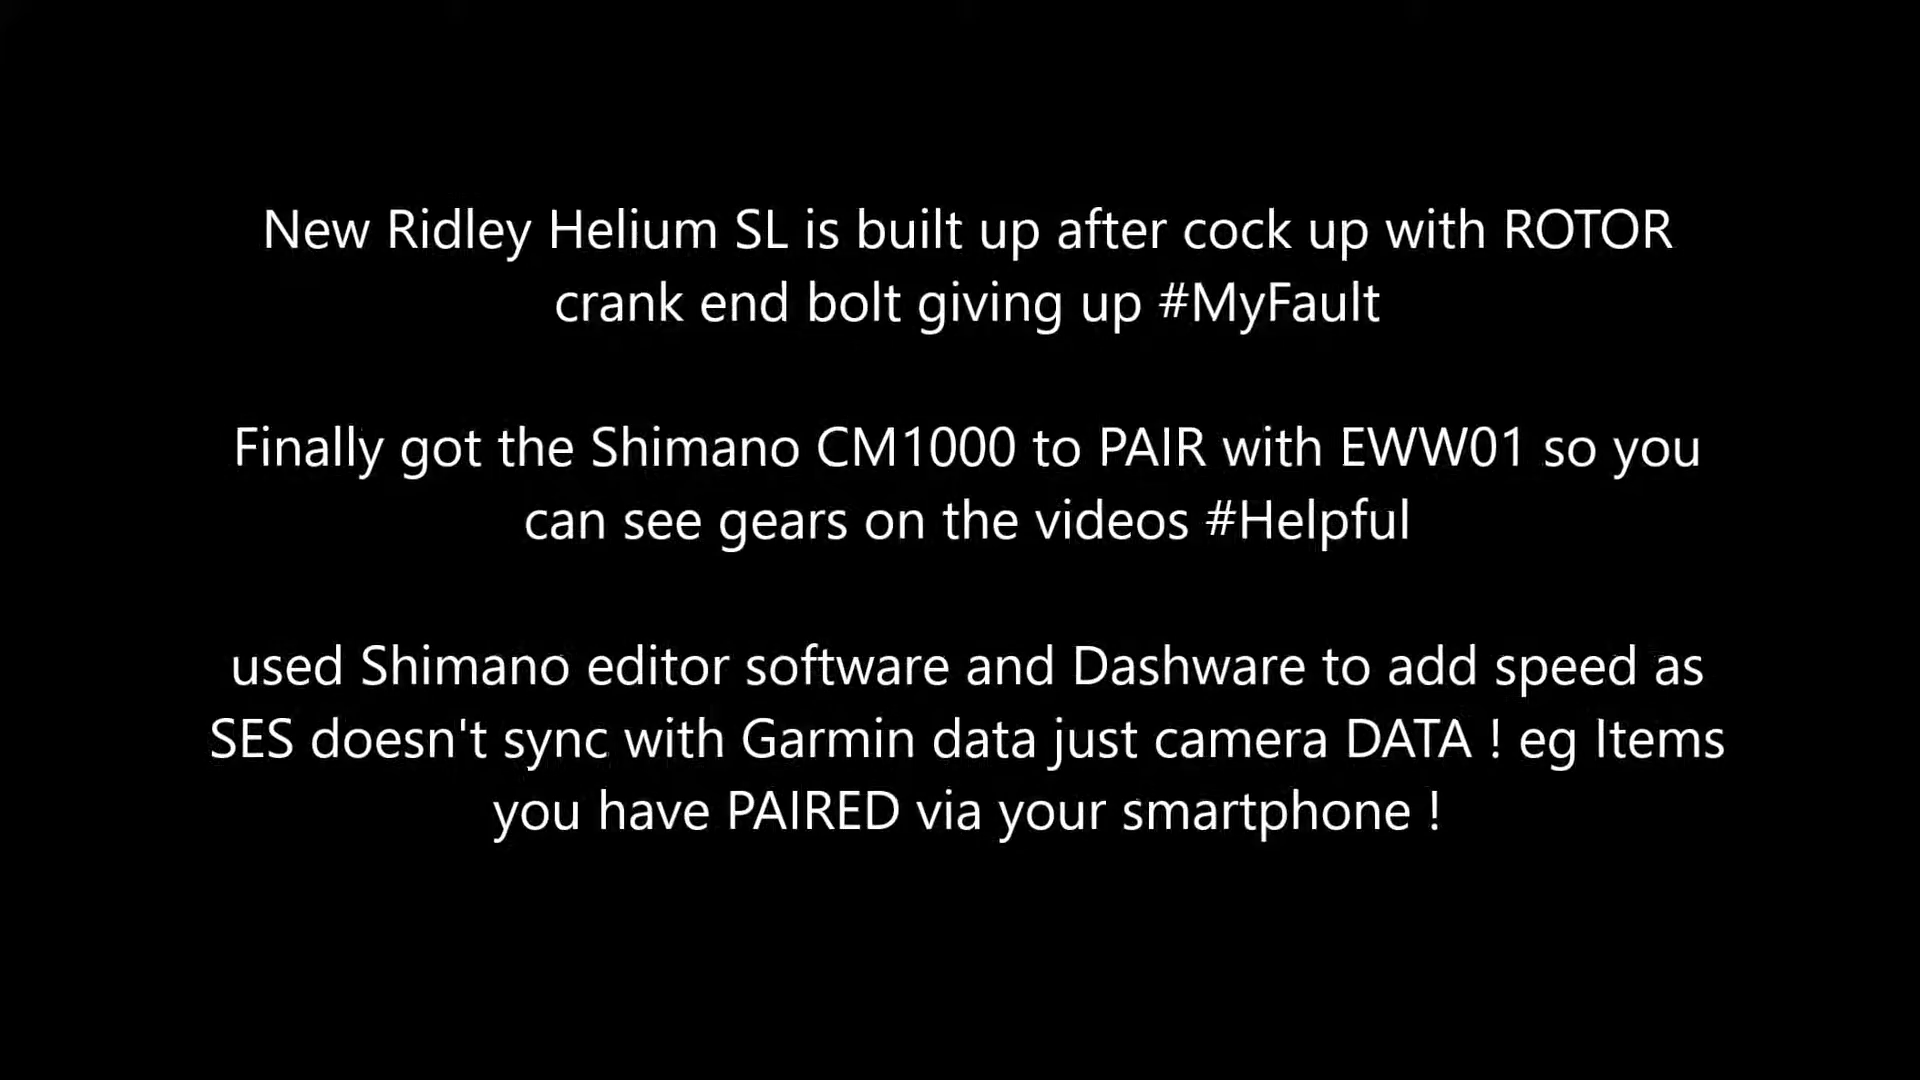 New Ridley Helium SL is built up after cock up with ROTOR
crank end bolt giving up #MyFault
Finally got the Shimano CM1000 to PAIR with EWW01 so you
can see gears on the videos #Helpful
used Shimano editor software and Dashware to add speed as
SES doesn't sync with Garmin data just camera DATA ! eg Items
you have PAIRED via your smartphone !